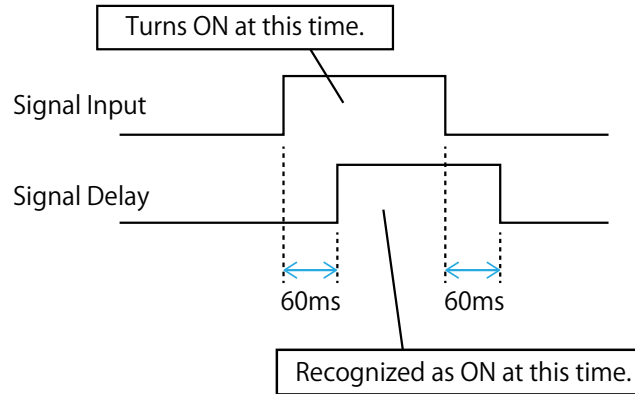 Turns ON at this time.
Signal Input
Signal Delay
60ms
60ms
Recognized as ON at this time.